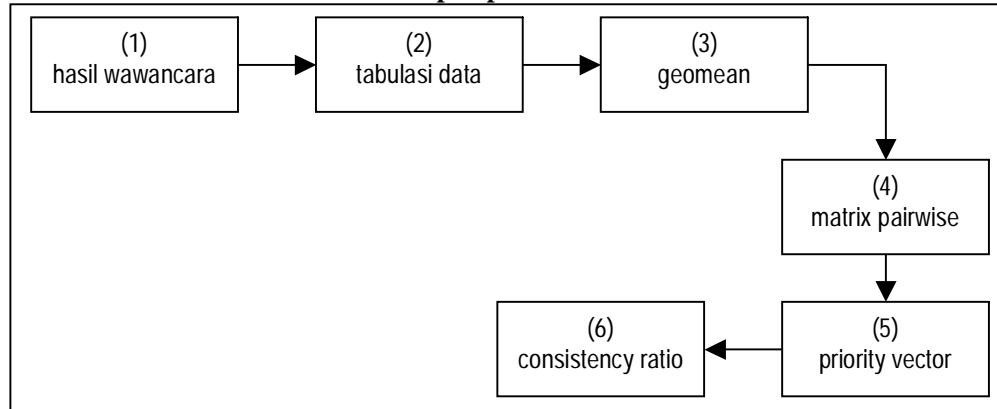 (1)
hasil wawancara
(2)
tabulasi data
(3)
geomean
(4)
matrix pairwise
(5)
priority vector
(6)
consistency ratio